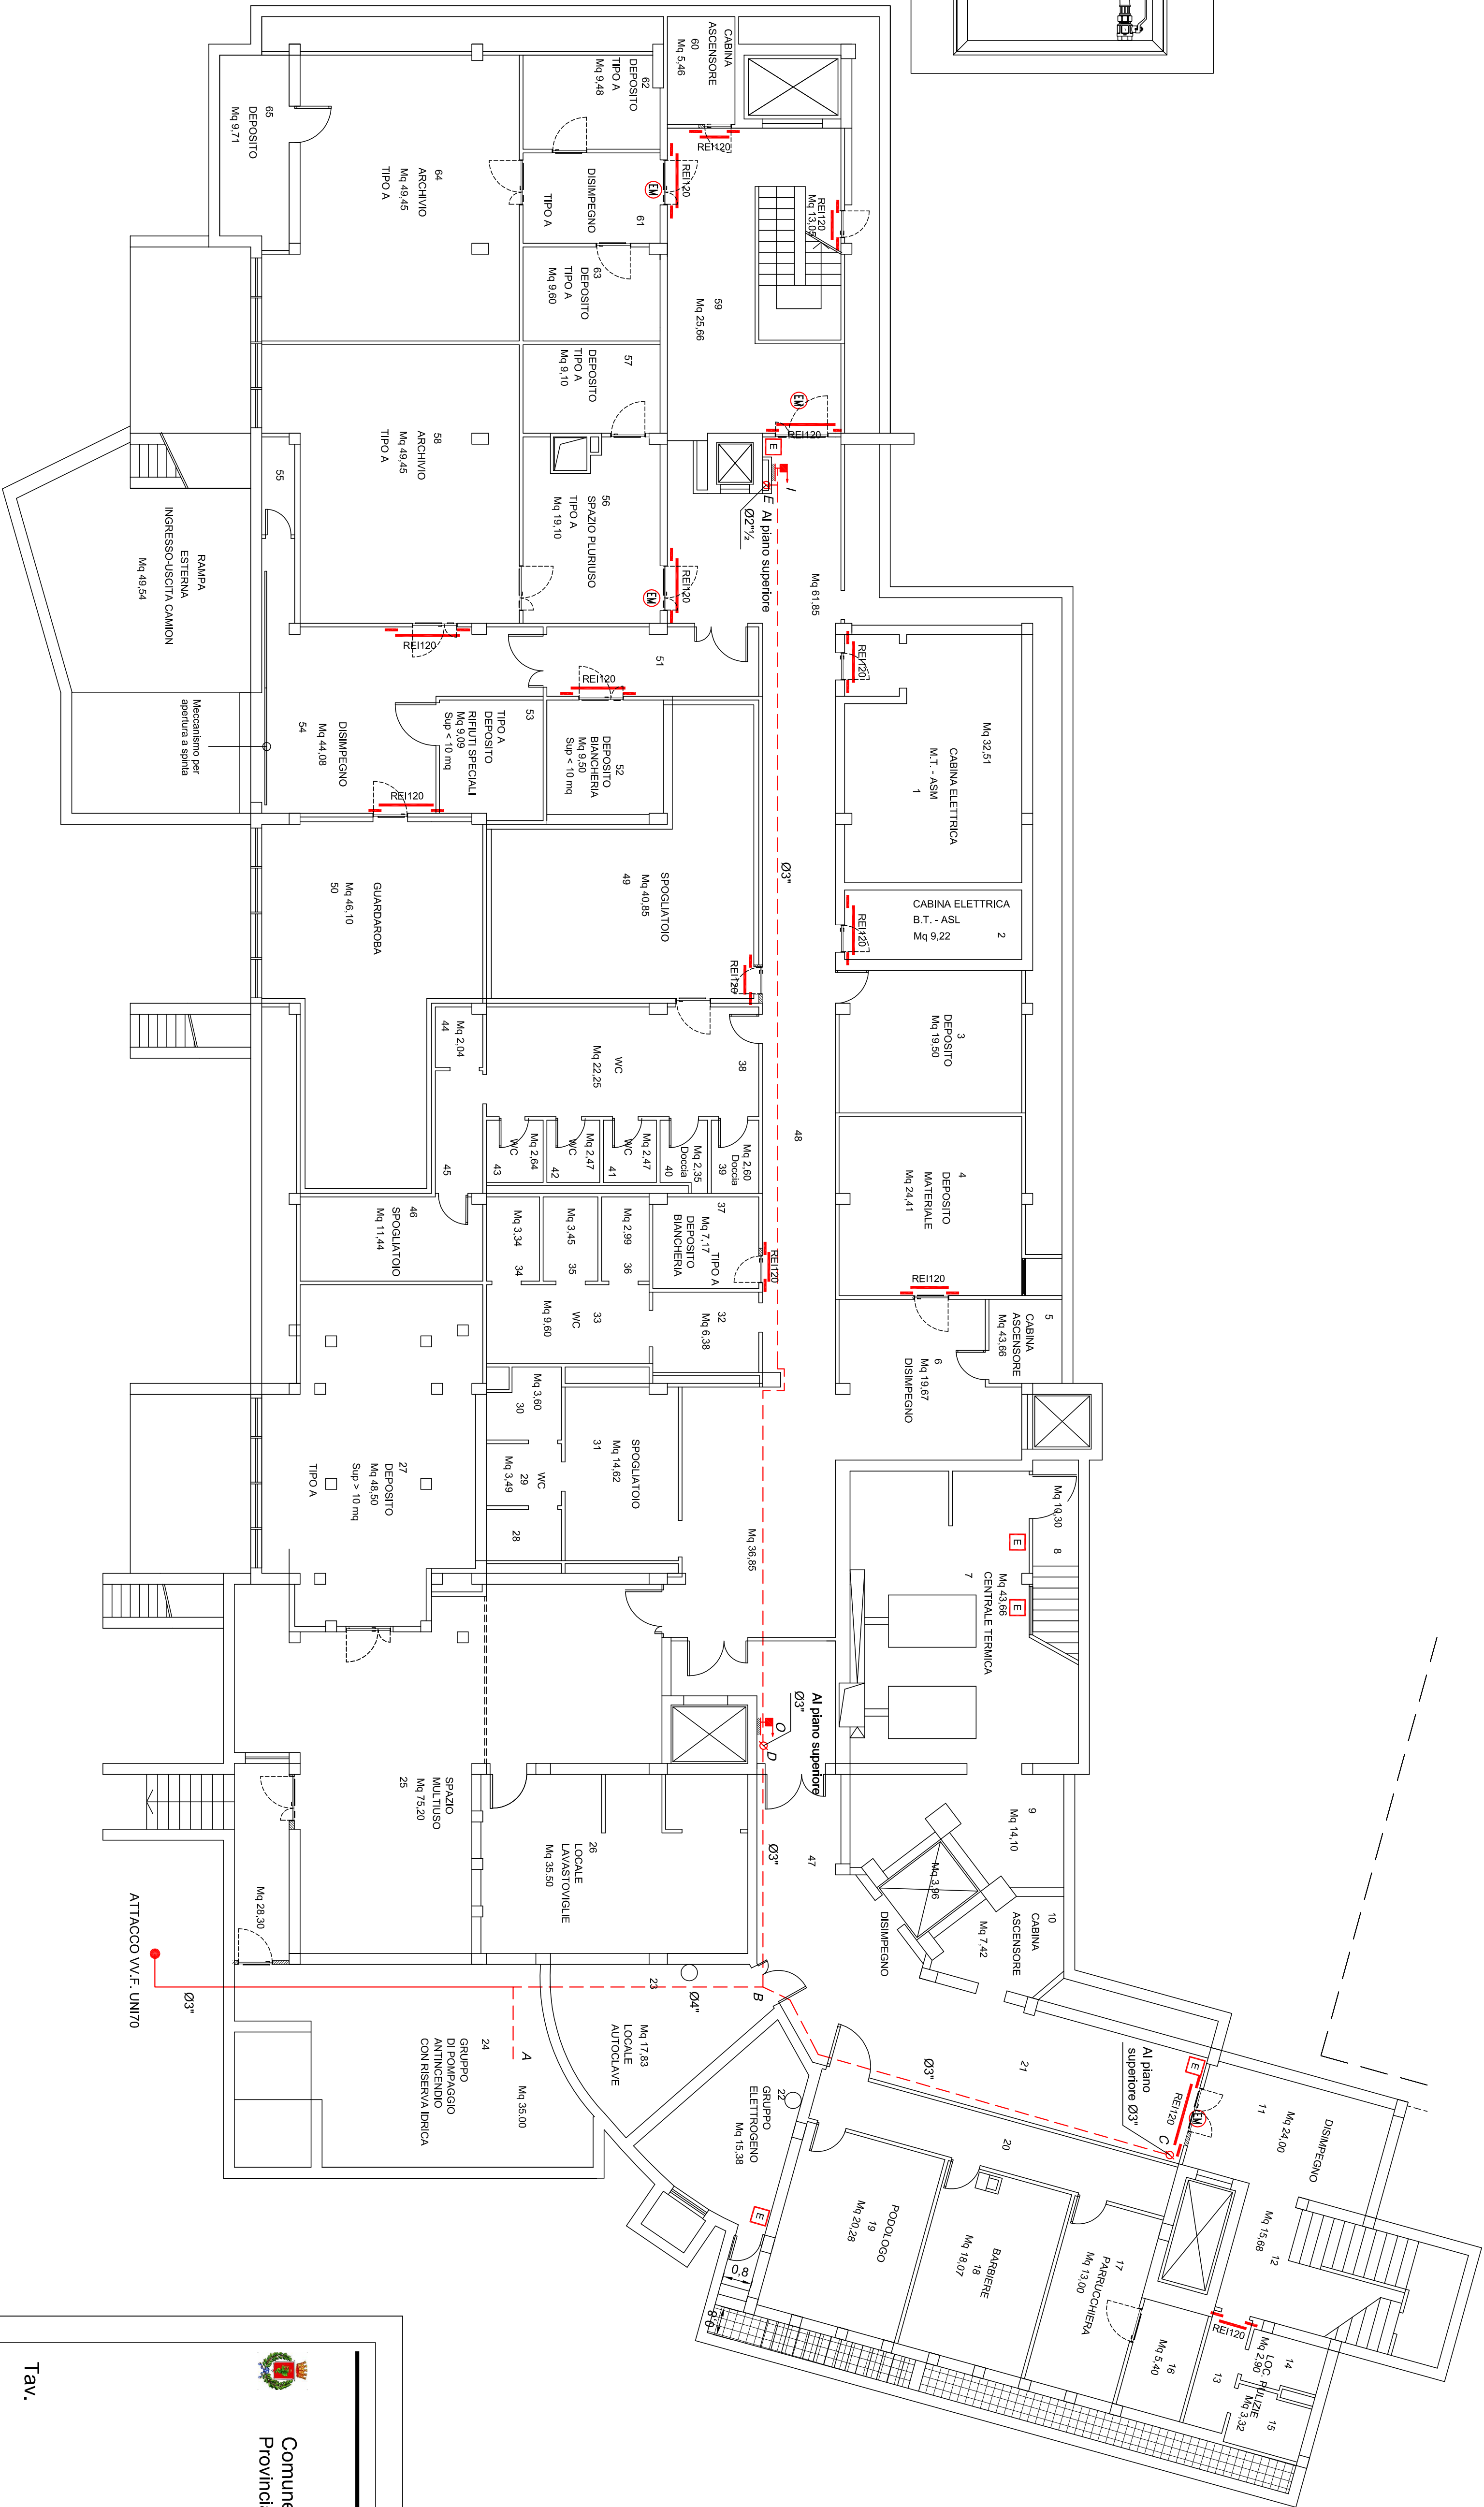 CABINA
ASCENSORE
60
Mq 5,46
62
DEPOSITO
TIPO A
Mq 9,48
65
DEPOSITO
Mq 9,71
64
ARCHIVIO
Mq 49,45
TIPO A
DISIMPEGNO
61
TIPO A
REI120
EM
REI120
REI120
Mq 13,05
63
DEPOSITO
TIPO A
Mq 9,60
59
Mq 25,66
57
DEPOSITO
TIPO A
Mq 9,10
58
ARCHIVIO
Mq 49,45
TIPO A
EM
REI120
E
I
E Al piano superiore
Ø2"½
56
SPAZIO PLURIUSO
TIPO A
Mq 19,10
55
RAMPA
ESTERNA
INGRESSO-USCITA CAMION
Mq 49,54
REI120
EM
Mq 61,85
REI120
REI120
51
REI120
53
TIPO A
DEPOSITO
RIFIUTI SPECIALI
Mq 9,09
Sup < 10 mq
52
DEPOSITO
BIANCHERIA
Mq 9,50
Sup < 10 mq
DISIMPEGNO
Mq 44,08
54
Meccanismo per
apertura a spinta
REI120
Mq 32,51
CABINA ELETTRICA
M.T. - ASM
1
CABINA ELETTRICA
B.T. - ASL
Mq 9,22
2
REI120
Ø3"
GUARDAROBA
Mq 46,10
50
SPOGLIATOIO
Mq 40,85
49
REI120
3
DEPOSITO
Mq 19,50
Mq 2,04
44
WC
Mq 22,25
38
48
4
DEPOSITO
MATERIALE
Mq 24,41
Mq 2,60
Doccia
39
Mq 2,35
Doccia
40
Mq 2,47
WC
41
Mq 2,47
WC
42
Mq 2,64
WC
43
45
46
SPOGLIATOIO
Mq 11,44
37
TIPO A
Mq 7,17
DEPOSITO
BIANCHERIA
REI120
Mq 2,99
36
Mq 3,45
35
Mq 3,34
34
REI120
5
CABINA
ASCENSORE
Mq 43,66
6
Mq 19,67
DISIMPEGNO
32
Mq 6,38
33
WC
Mq 9,60
Mq 3,60
30
SPOGLIATOIO
Mq 14,62
31
WC
29
Mq 3,49
28
27
DEPOSITO
Mq 48,50
Sup > 10 mq
TIPO A
Mq 36,85
Mq 10,30
8
E
E
Mq 43,66
CENTRALE TERMICA
7
Al piano superiore
Ø3"
O
D
SPAZIO
MULTIUSO
Mq 75,20
25
26
LOCALE
LAVASTOVIGLIE
Mq 35,50
Ø3"
47
9
Mq 14,10
Mq 3,96
10
CABINA
ASCENSORE
Mq 7,42
DISIMPEGNO
Mq 28,30
ATTACCO VV.F. UNI70
Ø3"
23
Ø4"
B
A
Mq 17,83
LOCALE
AUTOCLAVE
24
GRUPPO
DI POMPAGGIO
ANTINCENDIO
CON RISERVA IDRICA
Mq 35,00
22
GRUPPO
ELETTROGENO
Mq 15,38
E
0,8
0,8
Ø3"
21
20
Al piano
superiore Ø3"
E
REI120
EM
C
DISIMPEGNO
Mq 24,00
11
Mq 15,68
12
PODOLOGO
19
Mq 20,28
BARBIERE
18
Mq 18,07
17
PARRUCCHIERA
Mq 13,00
16
Mq 5,40
REI120
14
LOC. PULIZIE
Mq 2,90
13
15
Mq 3,32
Comune
Provincia
Tav.